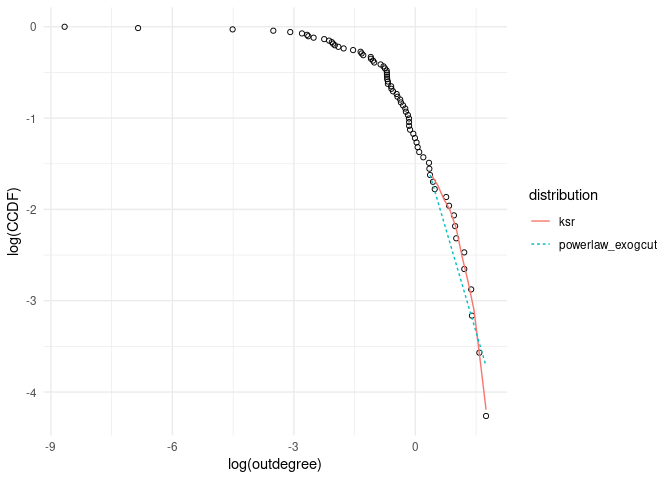 0
-1
-2
-3
-4
log(CCDF)
-9
-6
-3
0
log(outdegree)
distribution
ksr
powerlaw_exogcut